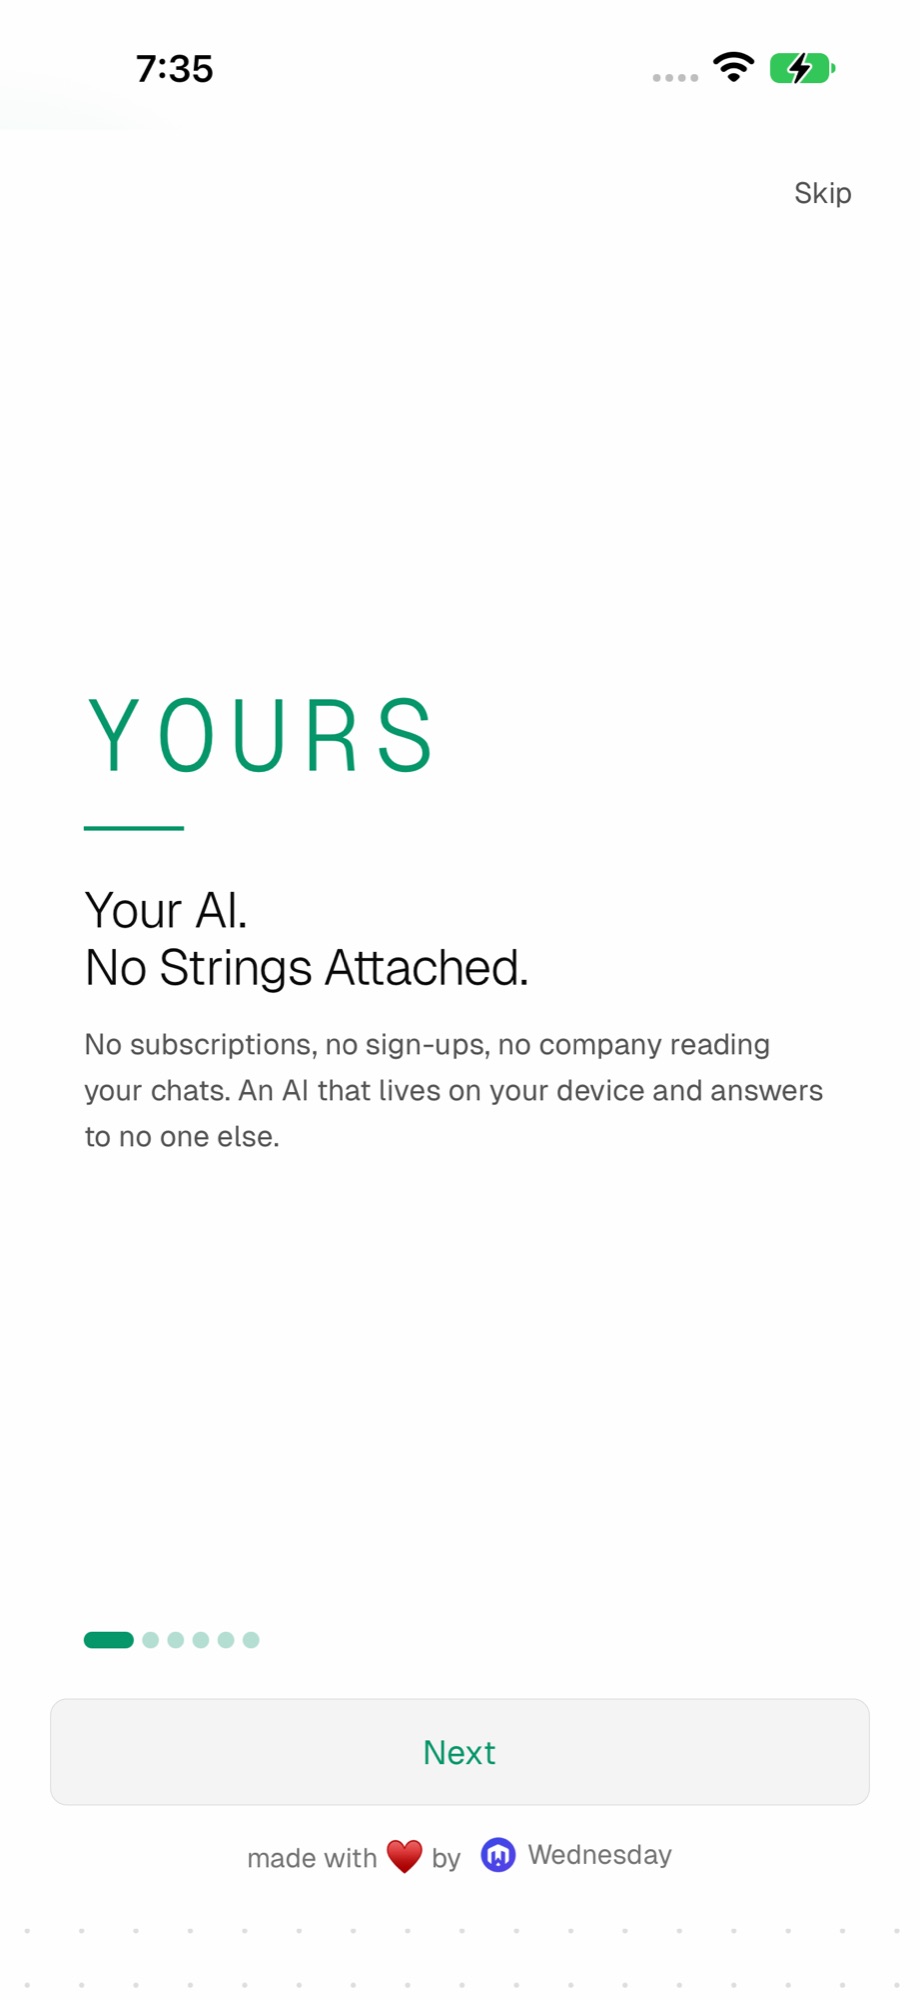 7:35
Skip
YOURS
Your AI.
No Strings Attached.
No subscriptions, no sign-ups, no company reading
your chats. An AI that lives on your device and answers
to no one else.
Next
made with ❤️ by Wednesday